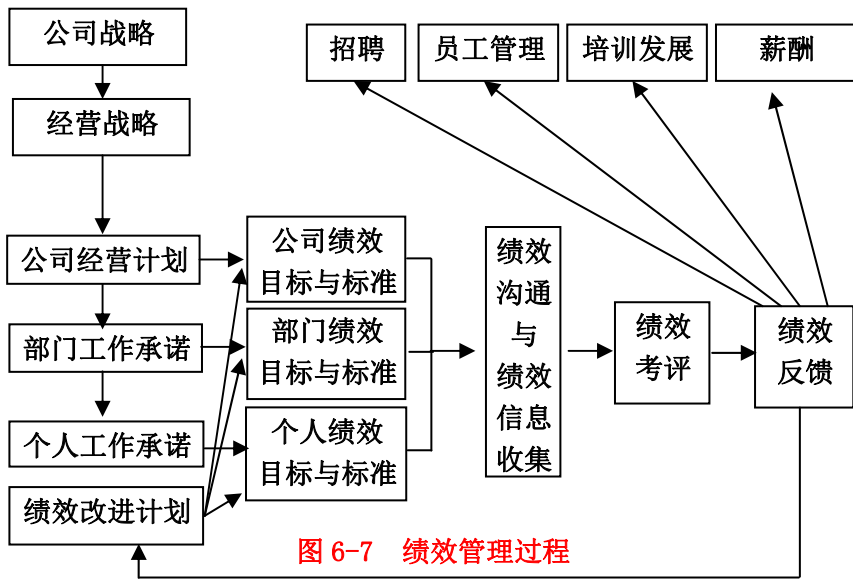 公司战略
招聘
员工管理
培训发展
薪酬
经营战略
公司经营计划
部门工作承诺
个人工作承诺
绩效改进计划
公司绩效
目标与标准
部门绩效
目标与标准
个人绩效
目标与标准
绩效
沟通
与
绩效
信息
收集
绩效
考评
绩效
反馈
图 6-7 绩效管理过程